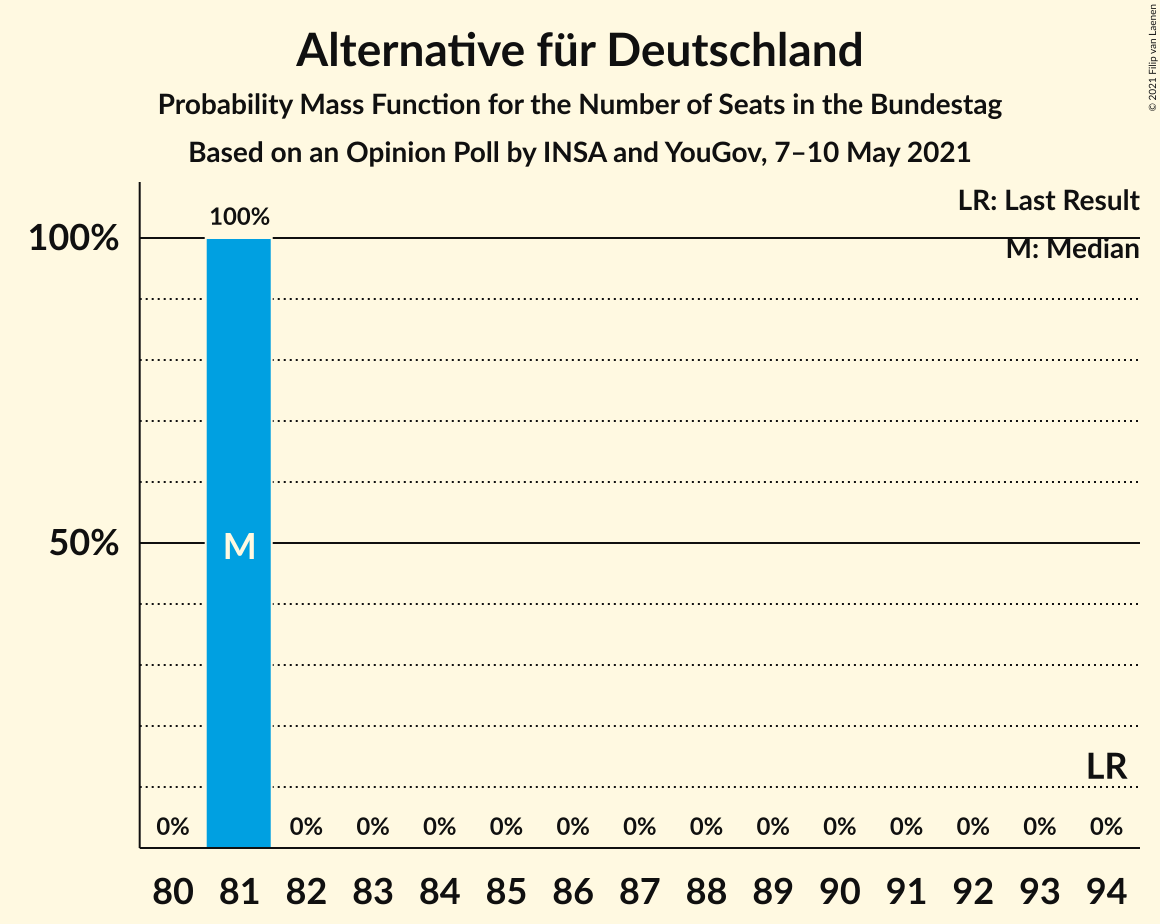 Alternative für Deutschland
Probability Mass Function for the Number of Seats in the Bundestag
Based on an Opinion Poll by INSA and YouGov, 7–10 May 2021
© 2021 Filip van Laenen
LR: Last Result
M: Median
100%
100%
50%
M
LR
0% 0% 0% 0% 0% 0% 0% 0% 0% 0% 0% 0% 0% 0%
80 81 82 83 84 85 86 87 88 89 90 91 92 93 94